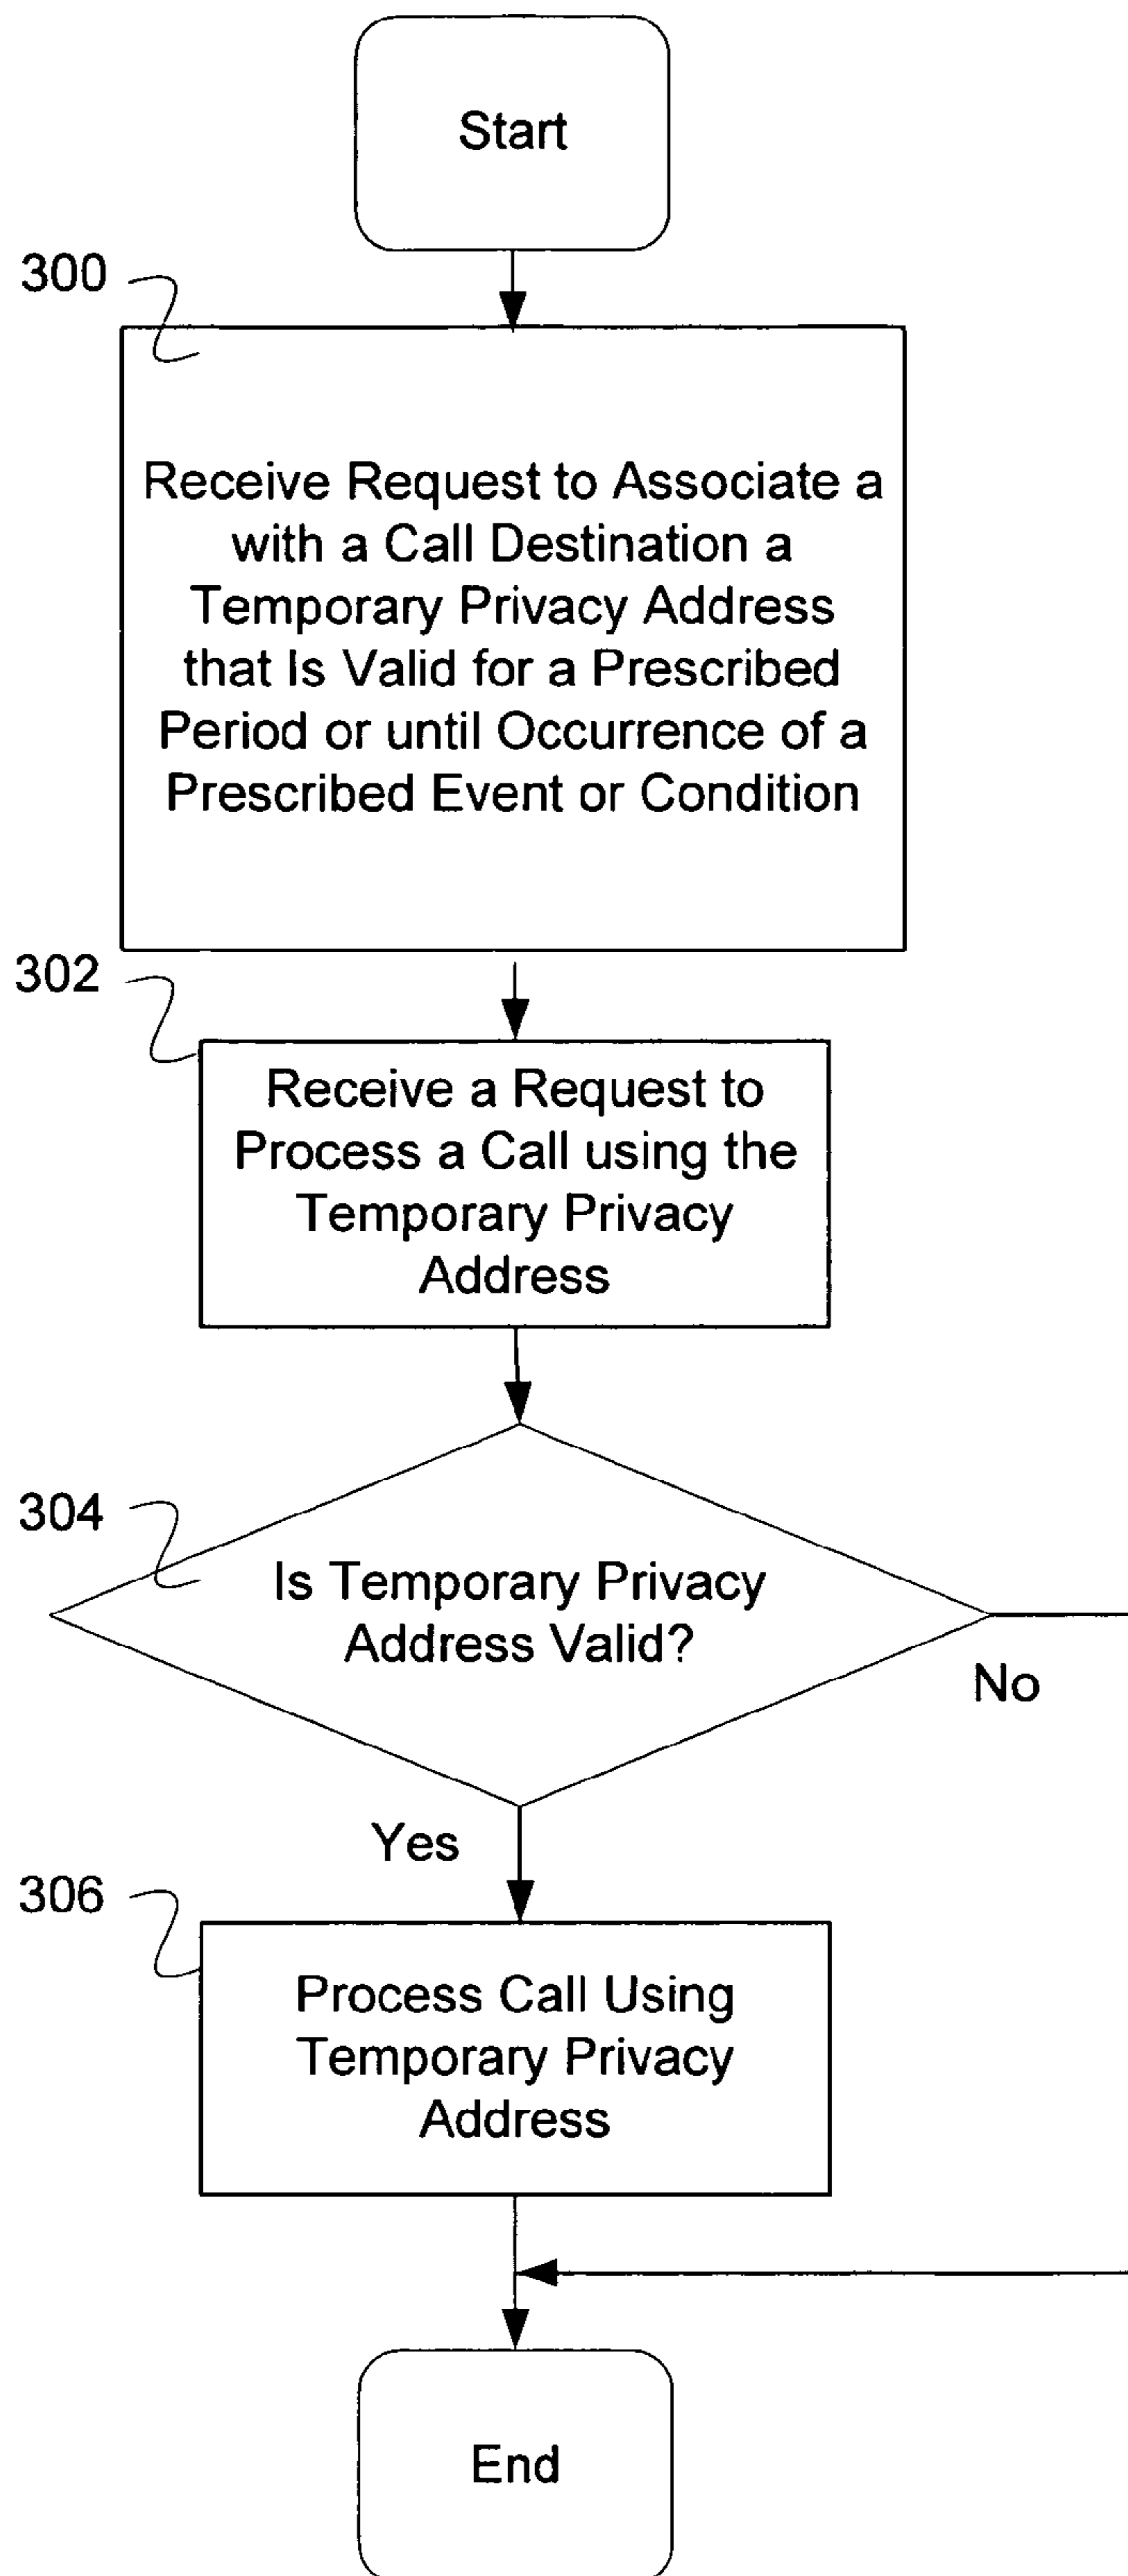 Start
300
Receive Request to Associate a
with a Call Destination a
Temporary Privacy Address
that Is Valid for a Prescribed
Period or until Occurrence of a
Prescribed Event or Condition
302
Receive a Request to
Process a Call using the
Temporary Privacy
Address
304
Is Temporary Privacy
Address Valid?
No
Yes
306
Process Call Using
Temporary Privacy
Address
End